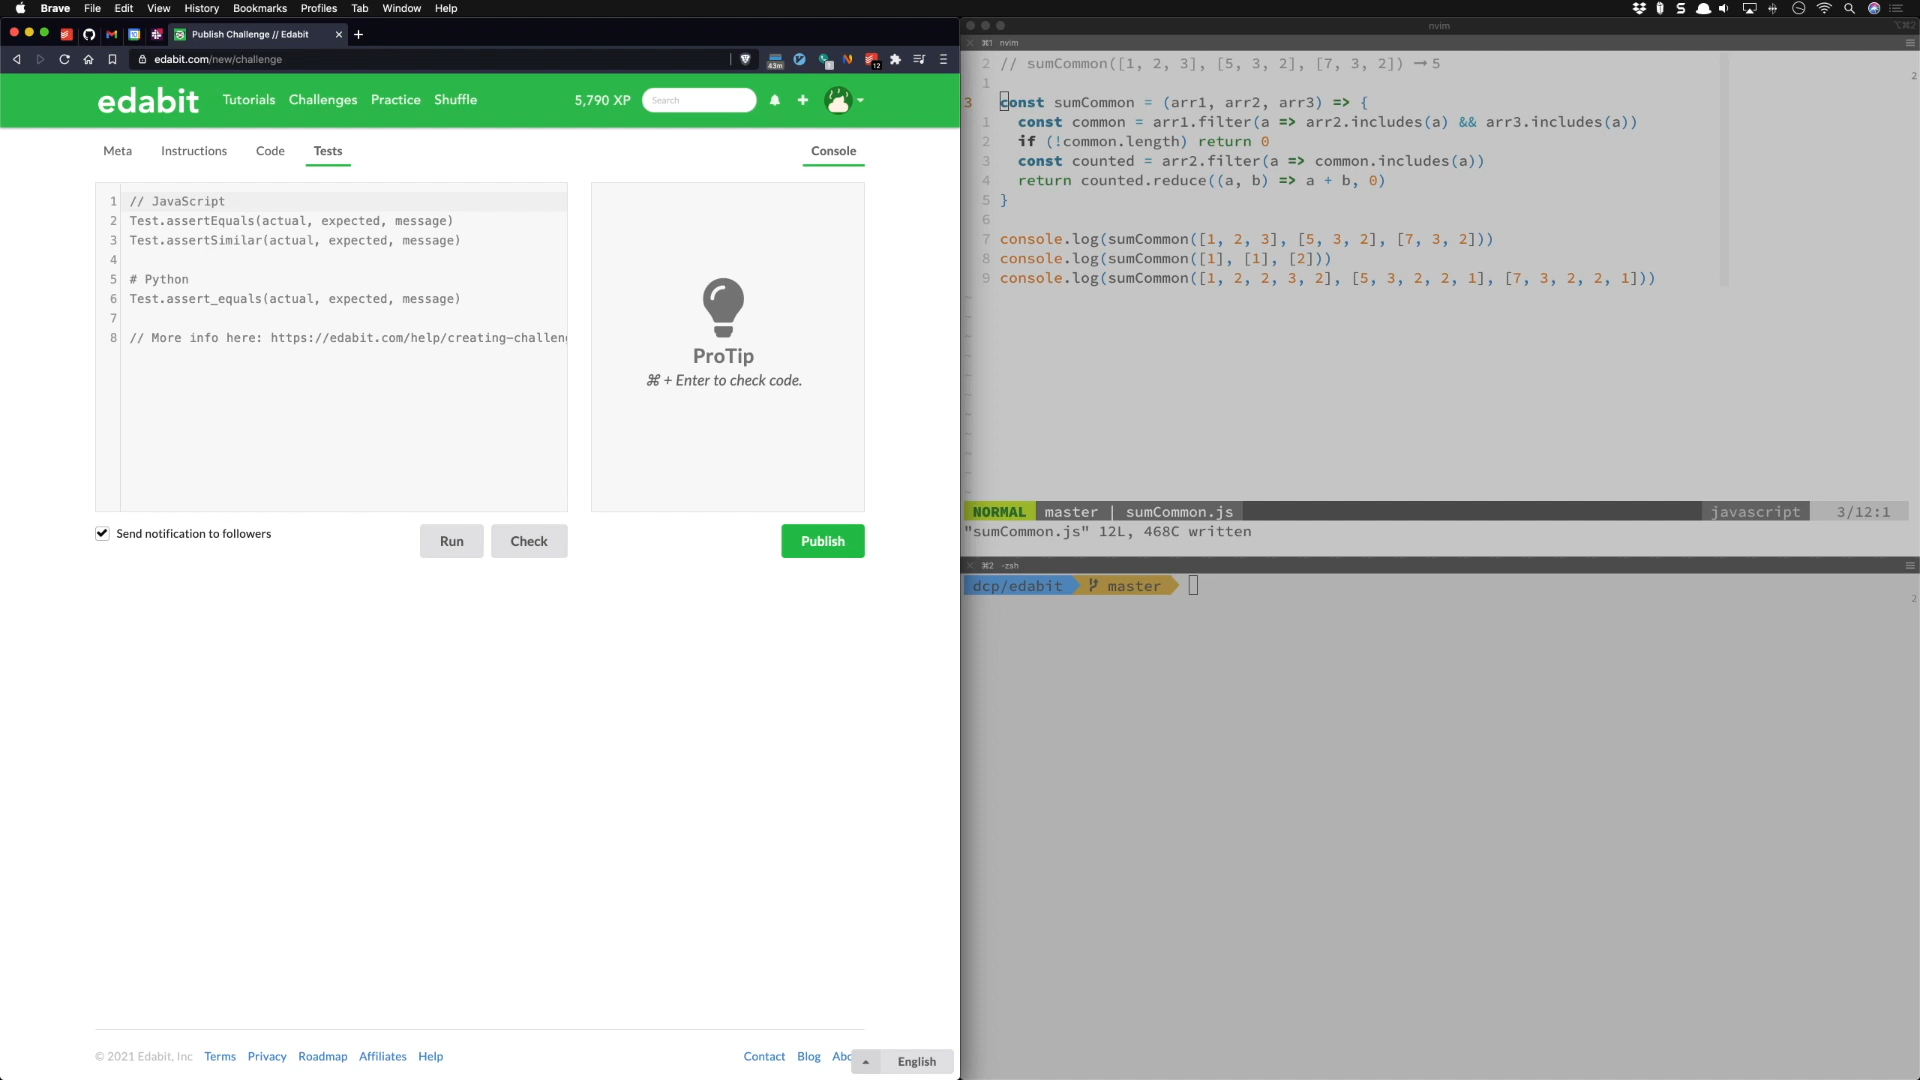 Brave File Edit View History Bookmarks Profiles Tab Window Help
Publish Challenge // Edabit
edabit.com/new/challenge
43m
12
edabit Tutorials Challenges Practice Shuffle 5,790 XP Search
Meta Instructions Code Tests Console
1 // JavaScript
2 Test.assertEquals(actual, expected, message)
3 Test.assertSimilar(actual, expected, message)
4
5 # Python
6 Test.assert_equals(actual, expected, message)
7
8 // More info here: https://edabit.com/help/creating-challen
ProTip
⌘ + Enter to check code.
Send notification to followers
Run Check Publish
© 2021 Edabit, Inc Terms Privacy Roadmap Affiliates Help
Contact Blog Abo
English
nvim
⌥⌘2
⌘1 nvim
2 // sumCommon([1, 2, 3], [5, 3, 2], [7, 3, 2]) ➞ 5
2
1
3 const sumCommon = (arr1, arr2, arr3) => {
1 const common = arr1.filter(a => arr2.includes(a) && arr3.includes(a))
2 if (!common.length) return 0
3 const counted = arr2.filter(a => common.includes(a))
4 return counted.reduce((a, b) => a + b, 0)
5 }
6
7 console.log(sumCommon([1, 2, 3], [5, 3, 2], [7, 3, 2]))
8 console.log(sumCommon([1], [1], [2]))
9 console.log(sumCommon([1, 2, 2, 3, 2], [5, 3, 2, 2, 1], [7, 3, 2, 2, 1]))
~
~
~
~
~
~
~
~
~
~
~
NORMAL master | sumCommon.js javascript 3/12:1
"sumCommon.js" 12L, 468C written
⌘2 -zsh
dcp/edabit master
2